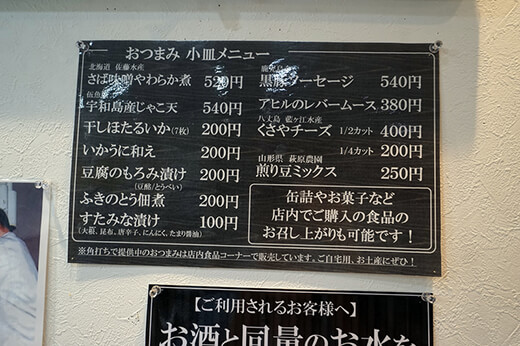 おつまみ 小皿メニュー
北海道 佐藤水産
さば味噌やわらか煮 520円
宇和島産じゃこ天 540円
干しほたるいか(7枚) 200円
いかうに和え 200円
豆腐のもろみ漬け 200円
(豆酩/とうべい)
ふきのとう佃煮 200円
すたみな漬け 100円
(大根、昆布、唐辛子、にんにく、たまり醤油)
黒豚ソーセージ 540円
アヒルのレバームース 380円
八丈島 藍ヶ江水産
くさやチーズ 1/2カット 400円
1/4カット 200円
山形県 萩原農園
煎り豆ミックス 250円
缶詰やお菓子など
店内でご購入の食品の
お召し上がりも可能です！
※角打ちで提供中のおつまみは店内食品コーナーで販売しています。ご自宅用、お土産にぜひ！
【ご利用されるお客様へ】
お酒と同量のお水を